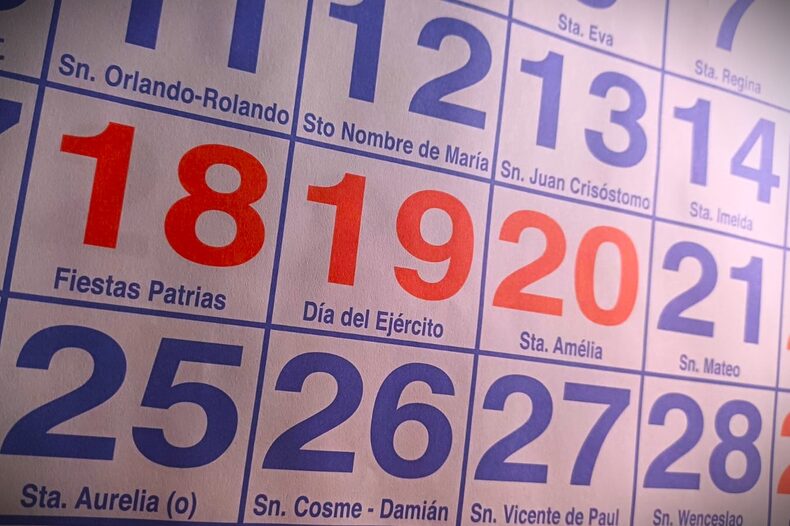 Sta. Eva
7
Sta. Regina
11
Sn. Orlando-Rolando
12
Sto Nombre de María
13
Sn. Juan Crisóstomo
14
Sta. Imelda
18
Fiestas Patrias
19
Día del Ejército
20
Sta. Amélia
21
Sn. Mateo
25
Sta. Aurelia (o)
26
Sn. Cosme - Damián
27
Sn. Vicente de Paul
28
Sn. Wenceslao